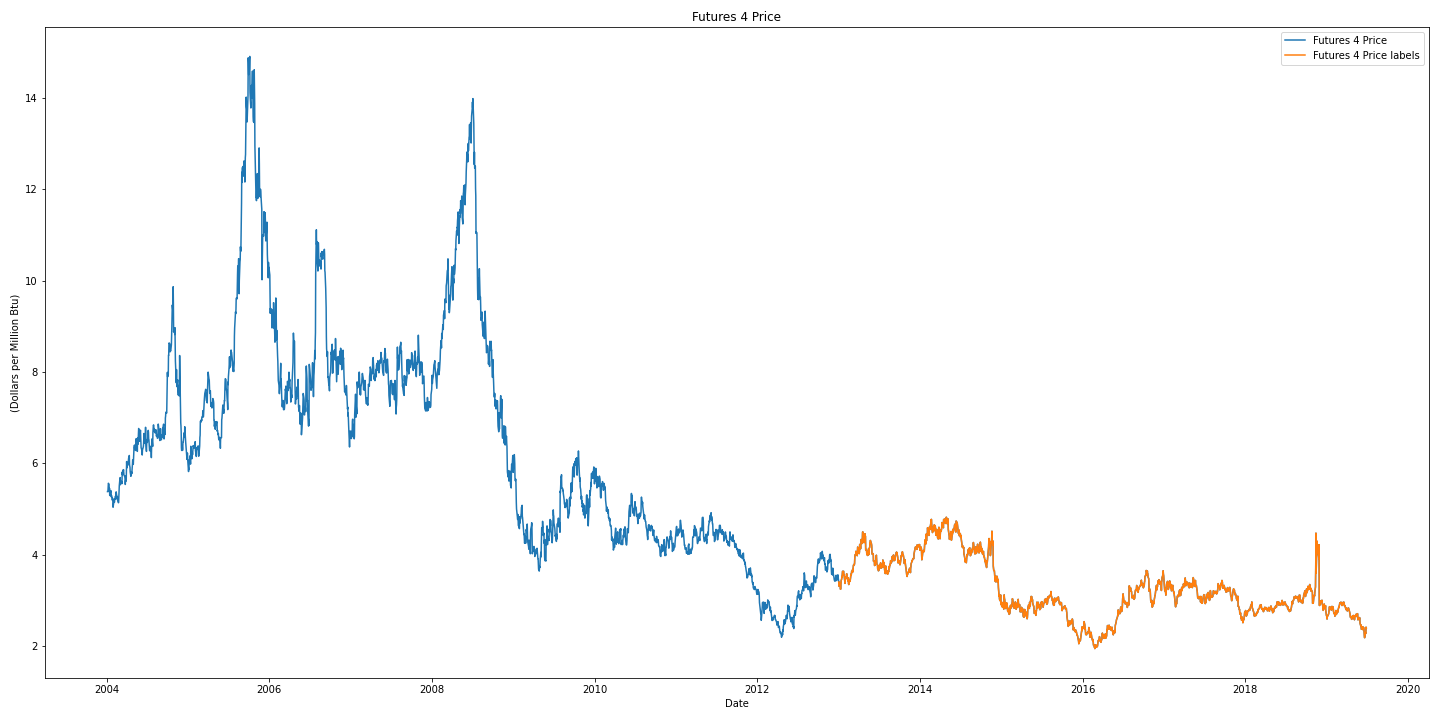 Futures 4 Price
Futures 4 Price
Futures 4 Price labels
(Dollars per Million Btu)
14
12
10
8
6
4
2
2004 2006 2008 2010 2012 2014 2016 2018 2020
Date